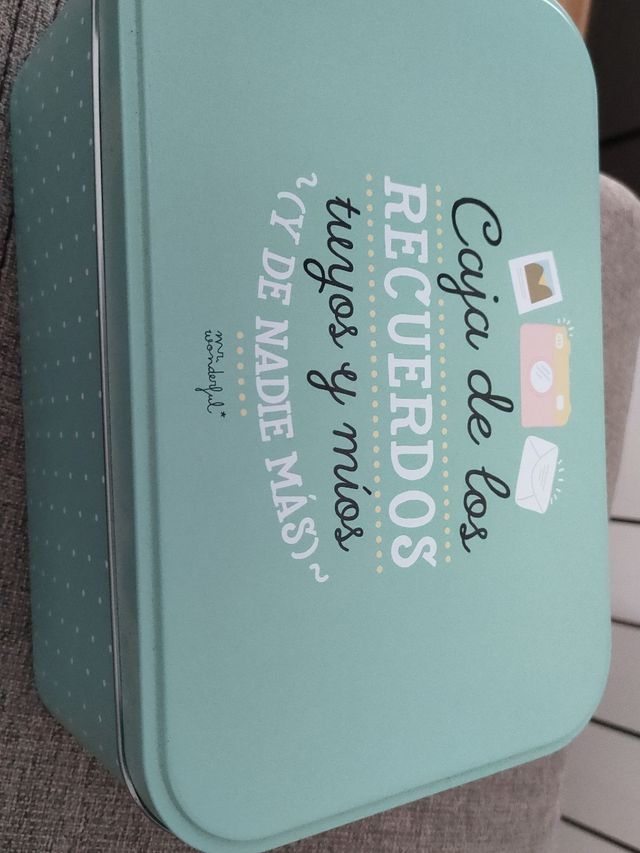 Caja de los
RECUERDOS
tuyos y míos
~(Y DE NADIE MÁS)~
mr.
wonderful*